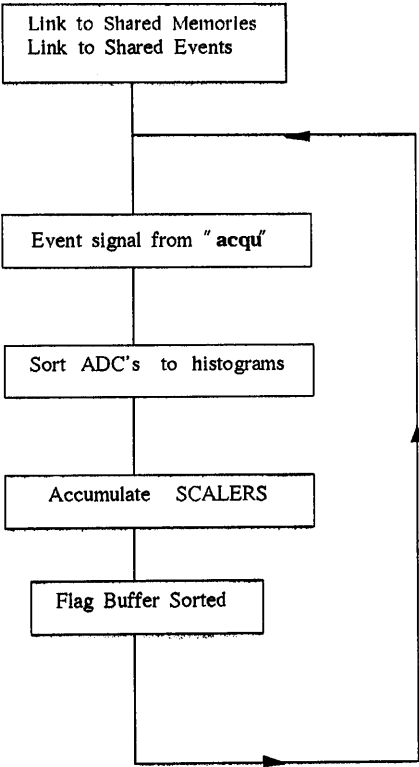 Link to Shared Memories
Link to Shared Events
Event signal from "acqu"
Sort ADC's to histograms
Accumulate SCALERS
Flag Buffer Sorted